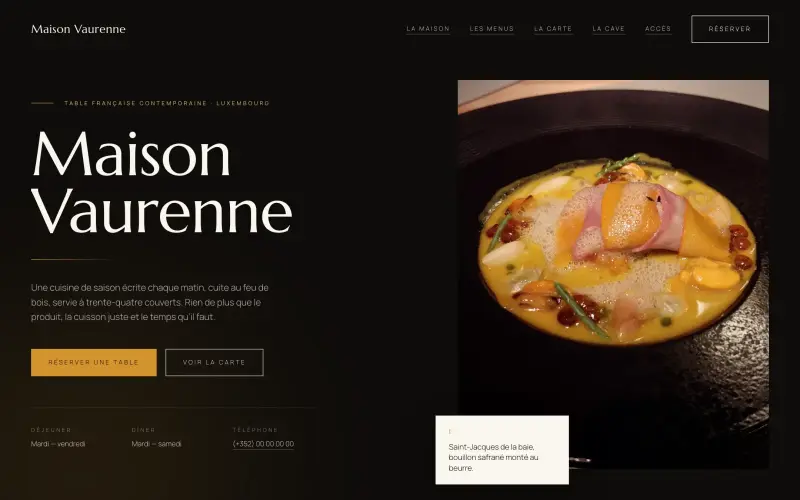 Maison Vaurenne
LA MAISON
LES MENUS
LA CARTE
LA CAVE
ACCÈS
RÉSERVER
TABLE FRANÇAISE CONTEMPORAINE · LUXEMBOURG
Maison
Vaurenne
Une cuisine de saison écrite chaque matin, cuite au feu de
bois, servie à trente-quatre couverts. Rien de plus que le
produit, la cuisson juste et le temps qu'il faut.
RÉSERVER UNE TABLE
VOIR LA CARTE
DÉJEUNER
Mardi — vendredi
DÎNER
Mardi — samedi
TÉLÉPHONE
(+352) 00 00 00 00
I
Saint-Jacques de la baie,
bouillon safrané monté au
beurre.